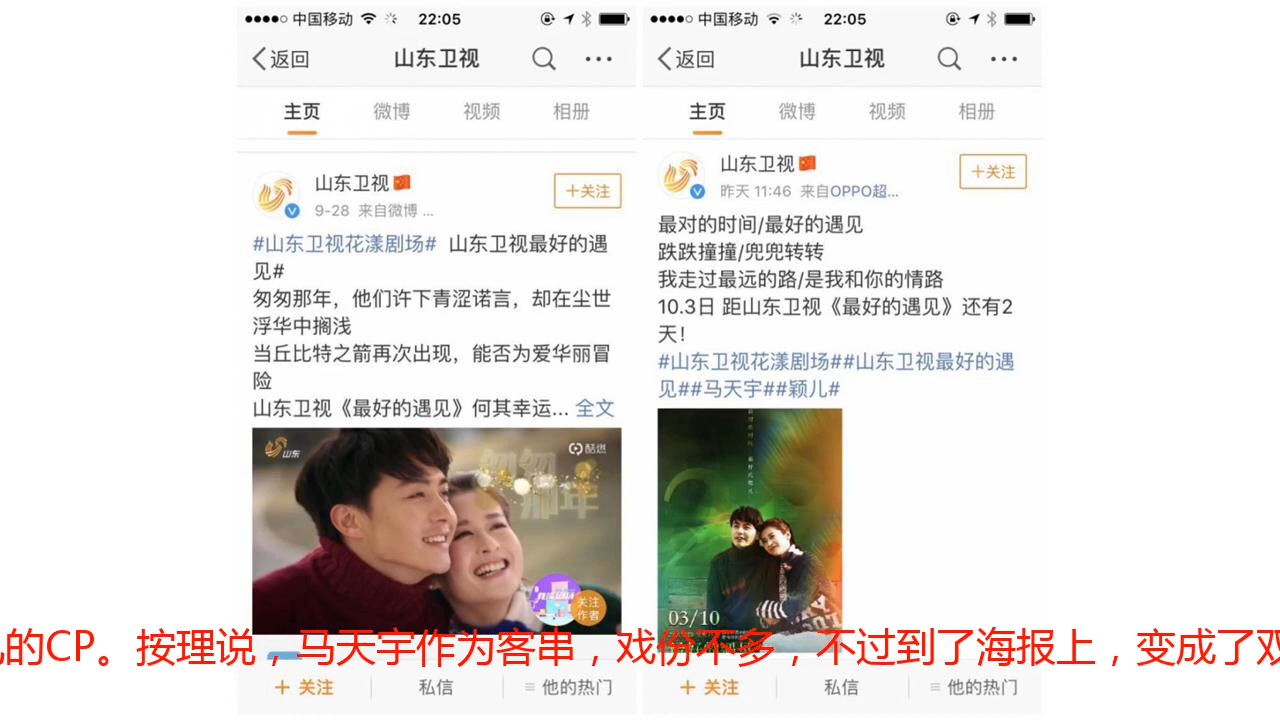 中国移动 22:05
返回 山东卫视
主页 微博 视频 相册
山东卫视
+关注
9-28 来自微博 ...
#山东卫视花漾剧场# 山东卫视最好的遇
见#
匆匆那年，他们许下青涩诺言，却在尘世
浮华中搁浅
当丘比特之箭再次出现，能否为爱华丽冒
险
山东卫视《最好的遇见》何其幸运... 全文
山东
酷燃
匆匆
那年
关注
作者
+ 关注 私信 他的热门
中国移动 22:05
返回 山东卫视
主页 微博 视频 相册
山东卫视
+关注
昨天 11:46 来自OPPO超...
最对的时间/最好的遇见
跌跌撞撞/兜兜转转
我走过最远的路/是我和你的情路
10.3日 距山东卫视《最好的遇见》还有2
天！
#山东卫视花漾剧场##山东卫视最好的遇
见##马天宇##颖儿#
03/10
+ 关注 私信 他的热门
的CP。按理说，马天宇作为客串，戏份不多，不过到了海报上，变成了双